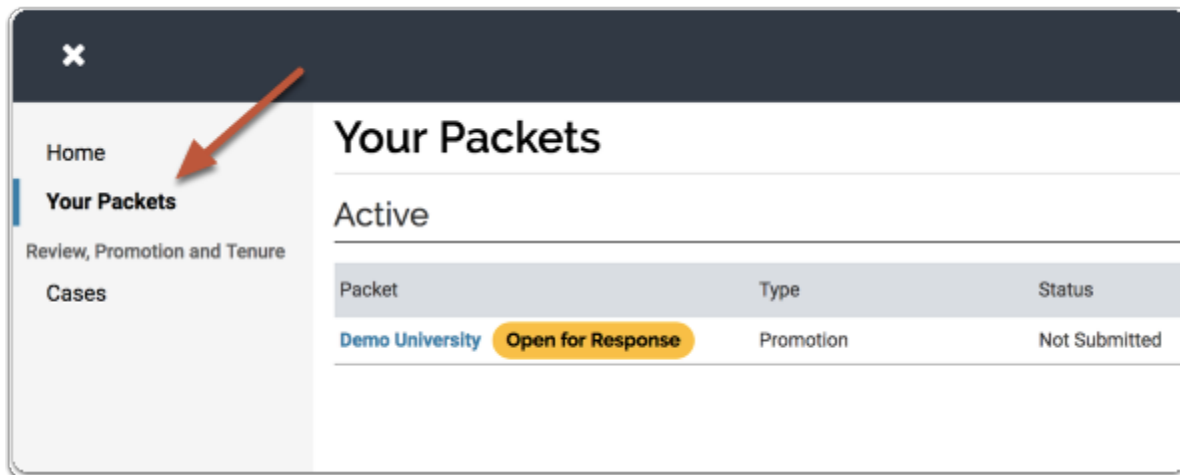 Home
Your Packets
Review, Promotion and Tenure
Cases
Your Packets
Active
Packet Type Status
Demo University Open for Response Promotion Not Submitted